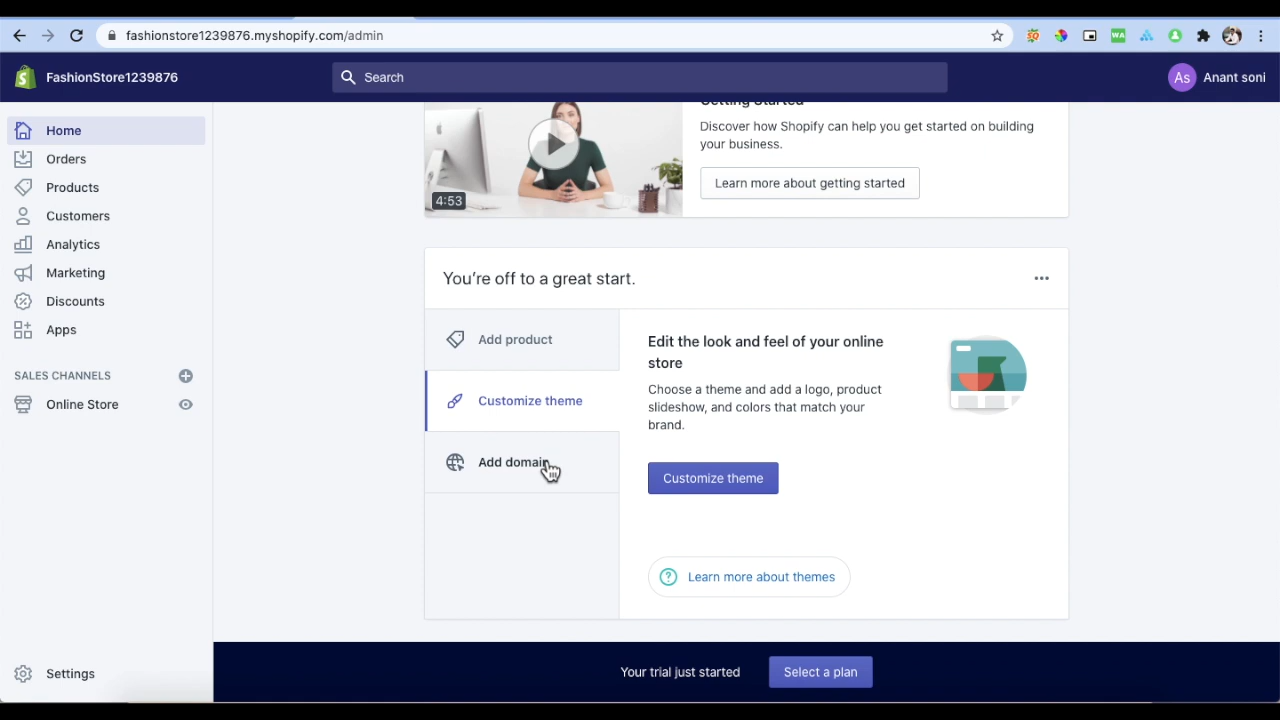 fashionstore1239876.myshopify.com/admin
FashionStore1239876
Search
As
Anant soni
Home
Orders
Products
Customers
Analytics
Marketing
Discounts
Apps
SALES CHANNELS
Online Store
Settings
4:53
Getting Started
Discover how Shopify can help you get started on building
your business.
Learn more about getting started
You're off to a great start.
Add product
Customize theme
Add domain
Edit the look and feel of your online
store
Choose a theme and add a logo, product
slideshow, and colors that match your
brand.
Customize theme
Learn more about themes
Your trial just started
Select a plan